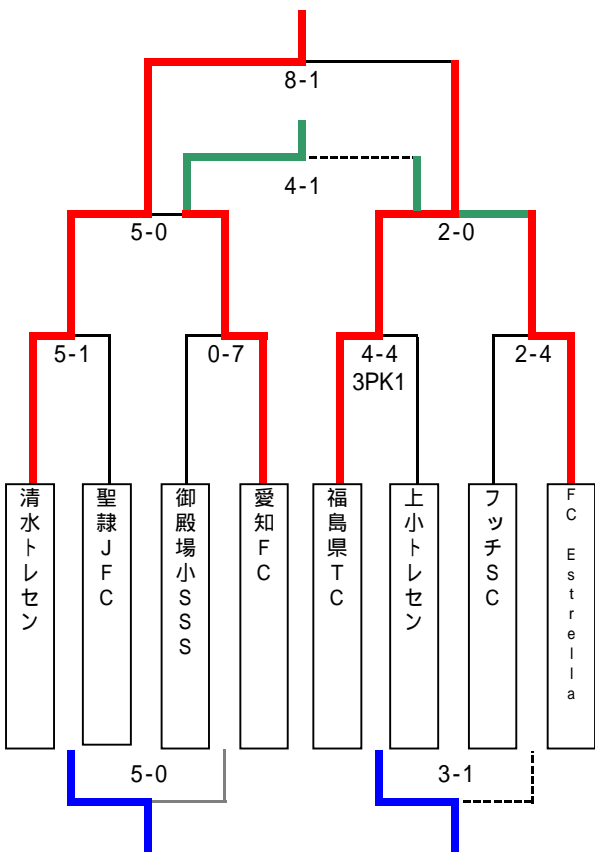 8-1
4-1
5-0
2-0
5-1
0-7
4-4
3PK1
2-4
清水トレセン
聖隷JFC
御殿場小SSS
愛知FC
福島県TC
上小トレセン
フッチSC
FC Estrella
5-0
3-1